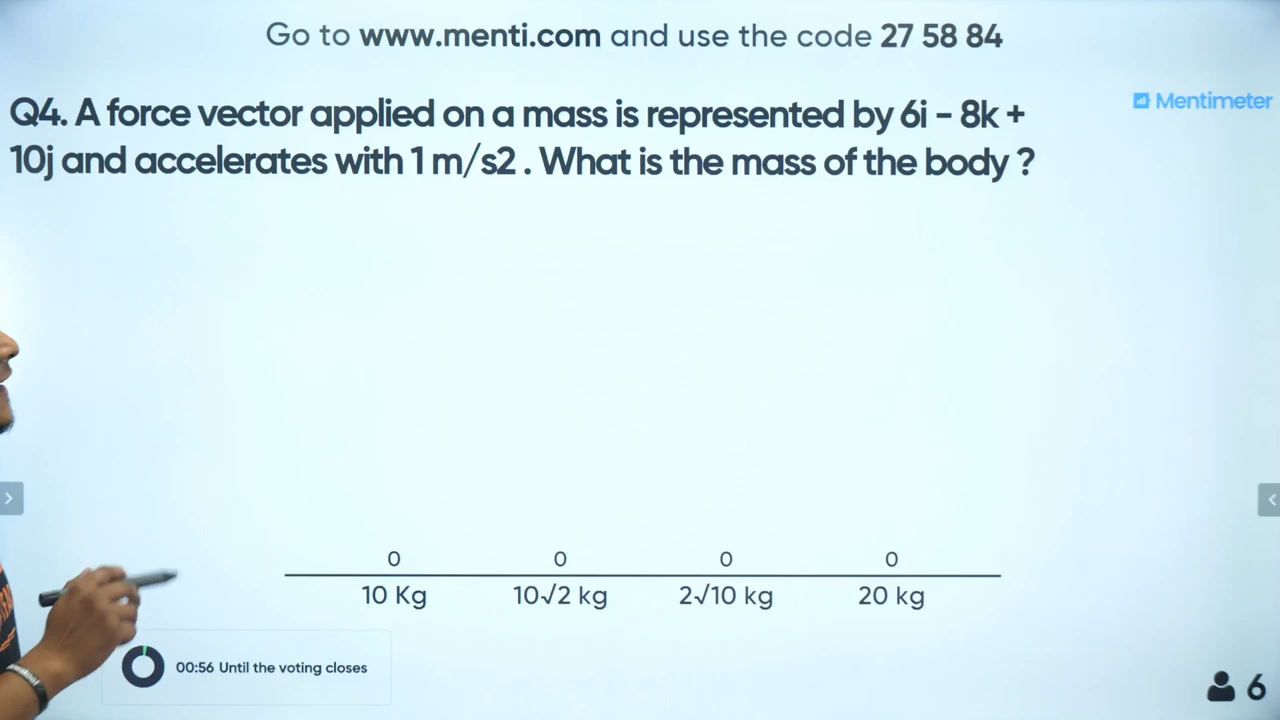 Go to www.menti.com and use the code 27 58 84
Mentimeter
Q4. A force vector applied on a mass is represented by 6i - 8k +
10j and accelerates with 1 m/s2 . What is the mass of the body ?
0 0 0 0
10 Kg 10√2 kg 2√10 kg 20 kg
00:56 Until the voting closes
6